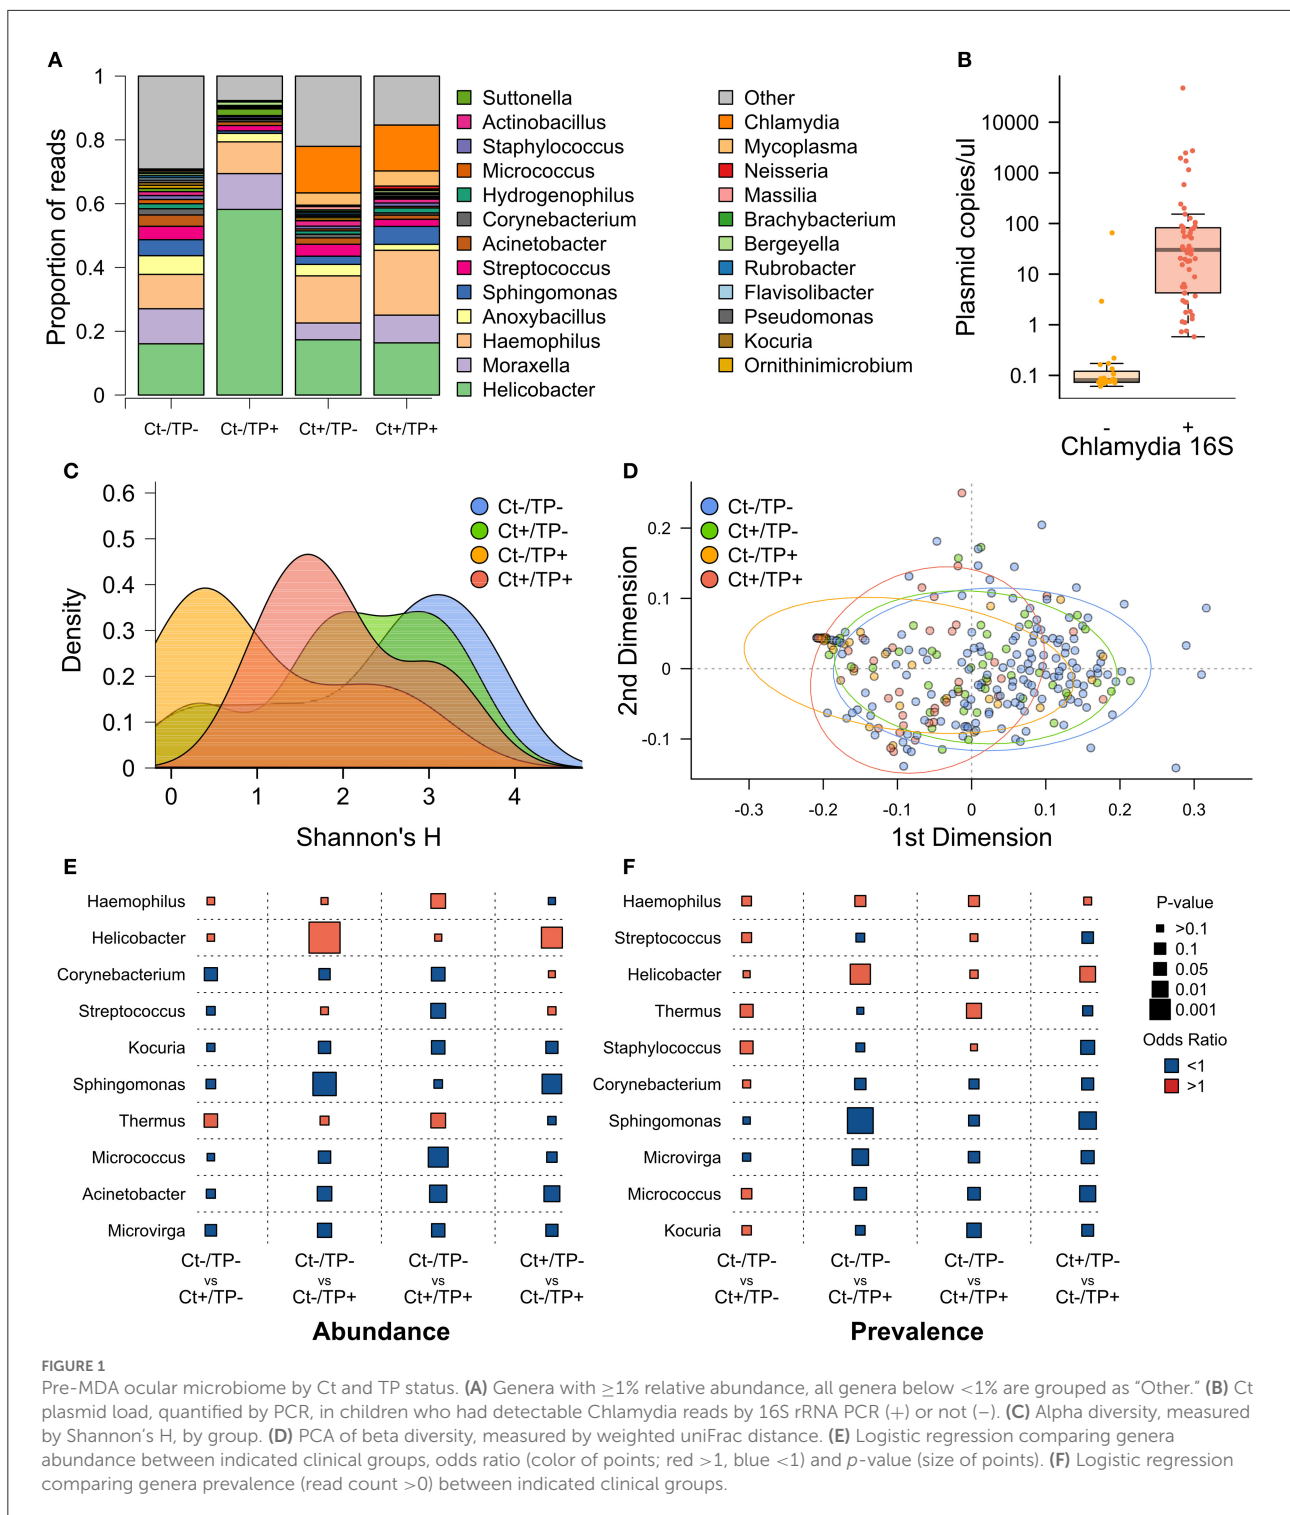 A
Proportion of reads
1
0.8
0.6
0.4
0.2
0
Ct-/TP-
Ct-/TP+
Ct+/TP-
Ct+/TP+
Suttonella
Actinobacillus
Staphylococcus
Micrococcus
Hydrogenophilus
Corynebacterium
Acinetobacter
Streptococcus
Sphingomonas
Anoxybacillus
Haemophilus
Moraxella
Helicobacter
Other
Chlamydia
Mycoplasma
Neisseria
Massilia
Brachybacterium
Bergeyella
Rubrobacter
Flavisolibacter
Pseudomonas
Kocuria
Ornithinimicrobium
B
Plasmid copies/ul
10000
1000
100
10
1
0.1
- +
Chlamydia 16S
C
Density
0.6
0.5
0.4
0.3
0.2
0.1
0
0 1 2 3 4
Shannon's H
Ct-/TP-
Ct+/TP-
Ct-/TP+
Ct+/TP+
D
2nd Dimension
0.2
0.1
0
-0.1
-0.3 -0.2 -0.1 0 0.1 0.2 0.3
1st Dimension
Ct-/TP-
Ct+/TP-
Ct-/TP+
Ct+/TP+
E
Haemophilus
Helicobacter
Corynebacterium
Streptococcus
Kocuria
Sphingomonas
Thermus
Micrococcus
Acinetobacter
Microvirga
Ct-/TP- Ct-/TP- Ct-/TP- Ct+/TP-
vs vs vs vs
Ct+/TP- Ct-/TP+ Ct+/TP+ Ct-/TP+
Abundance
F
Haemophilus
Streptococcus
Helicobacter
Thermus
Staphylococcus
Corynebacterium
Sphingomonas
Microvirga
Micrococcus
Kocuria
Ct-/TP- Ct-/TP- Ct-/TP- Ct+/TP-
vs vs vs vs
Ct+/TP- Ct-/TP+ Ct+/TP+ Ct-/TP+
Prevalence
P-value
>0.1
0.1
0.05
0.01
0.001
Odds Ratio
<1
>1
FIGURE 1
Pre-MDA ocular microbiome by Ct and TP status. (A) Genera with ≥1% relative abundance, all genera below <1% are grouped as “Other.” (B) Ct
plasmid load, quantified by PCR, in children who had detectable Chlamydia reads by 16S rRNA PCR (+) or not (−). (C) Alpha diversity, measured
by Shannon's H, by group. (D) PCA of beta diversity, measured by weighted uniFrac distance. (E) Logistic regression comparing genera
abundance between indicated clinical groups, odds ratio (color of points; red >1, blue <1) and p-value (size of points). (F) Logistic regression
comparing genera prevalence (read count >0) between indicated clinical groups.